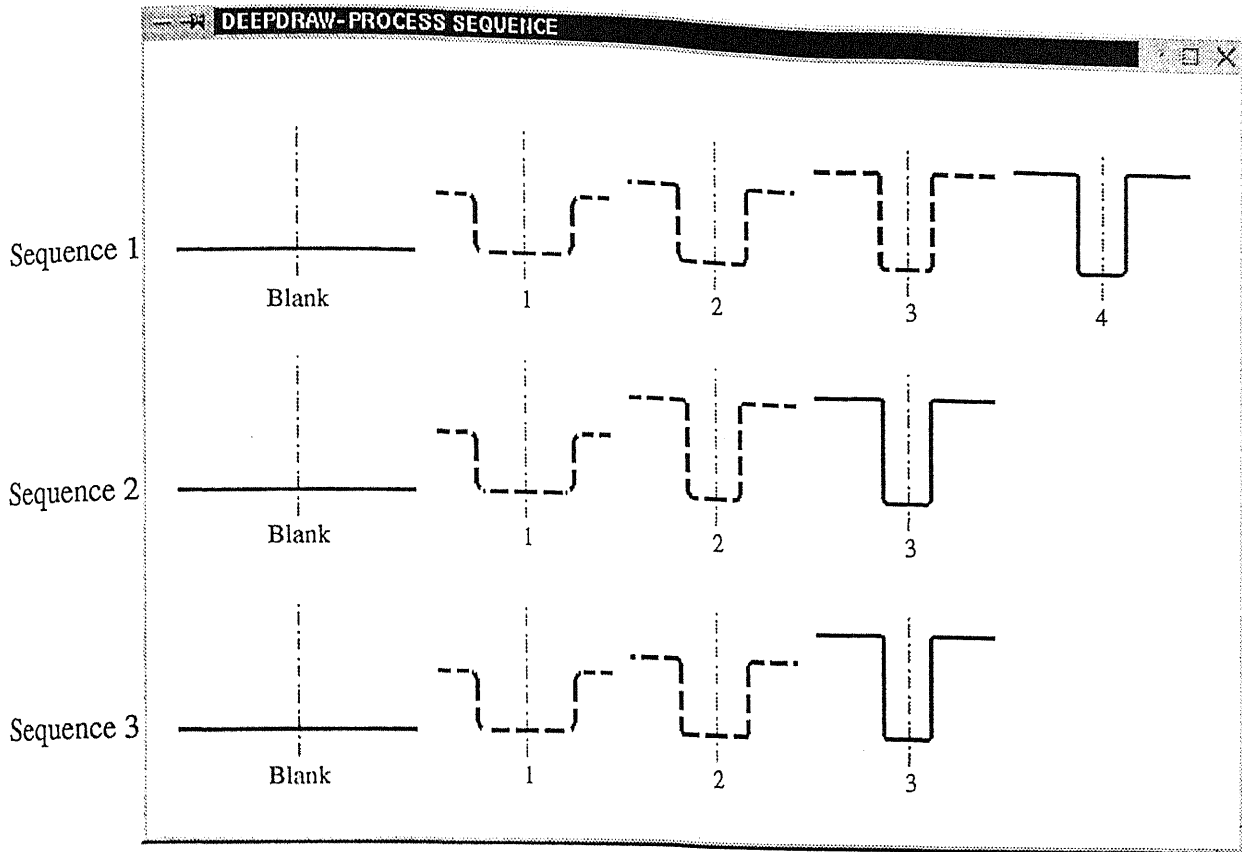 DEEPDRAW-PROCESS SEQUENCE
Sequence 1
Blank
1
2
3
4
Sequence 2
Blank
1
2
3
Sequence 3
Blank
1
2
3